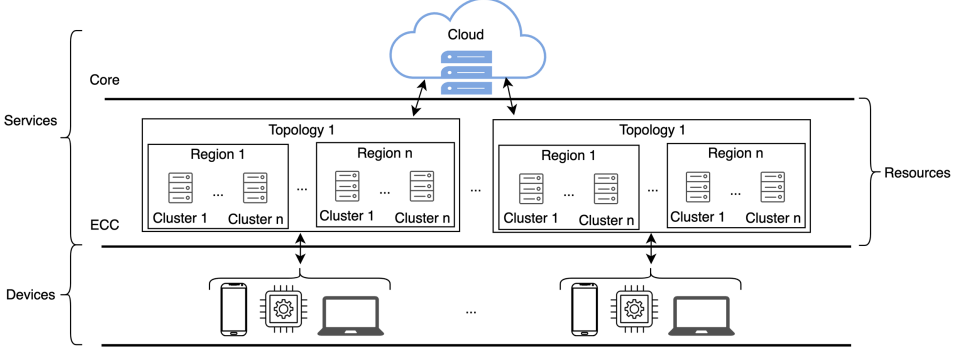 Cloud
Core
Services
Topology 1
Topology 1
Region 1
Region n
Region 1
Region n
...
...
...
...
...
...
...
Cluster 1
Cluster n
Cluster 1
Cluster n
Cluster 1
Cluster n
Cluster 1
Cluster n
Resources
ECC
Devices
...